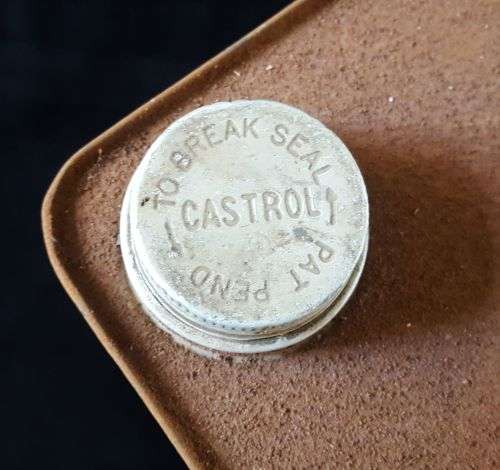 TO BREAK SEAL
CASTROL
PAT PEND